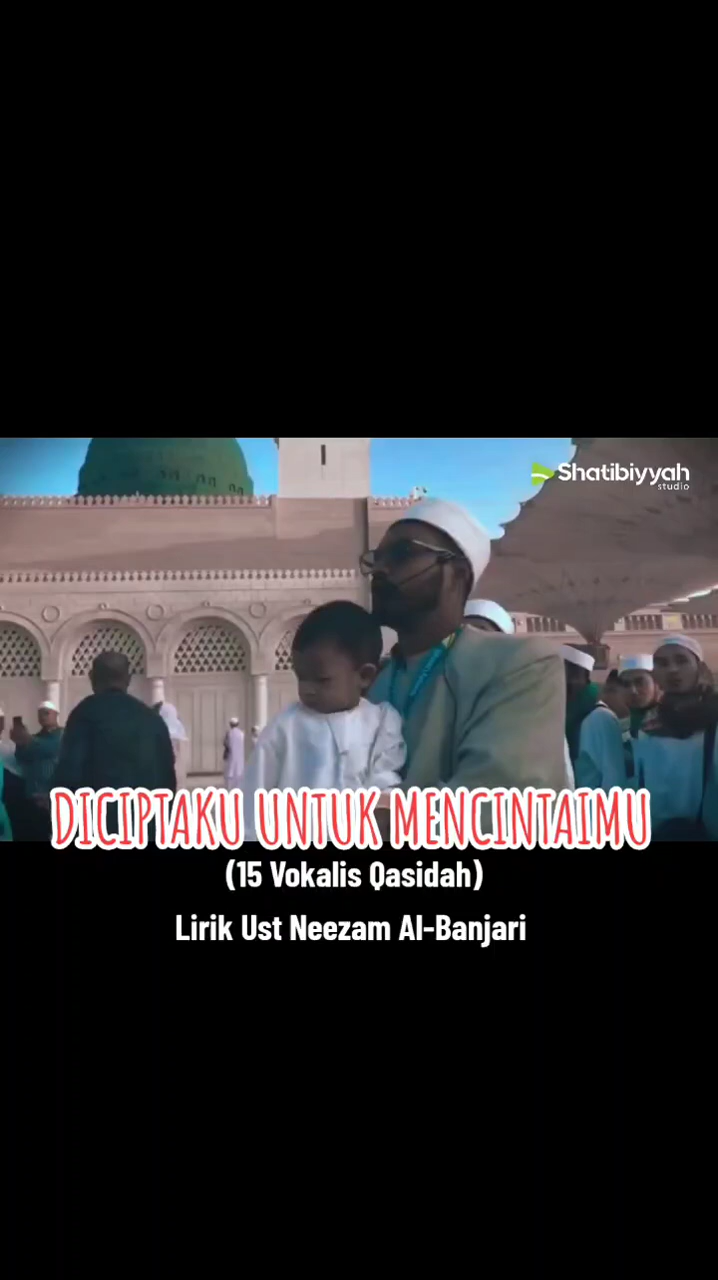 Shatibiyyah
studio
DICIPTAKU UNTUK MENCINTAIMU
(15 Vokalis Qasidah)
Lirik Ust Neezam Al-Banjari